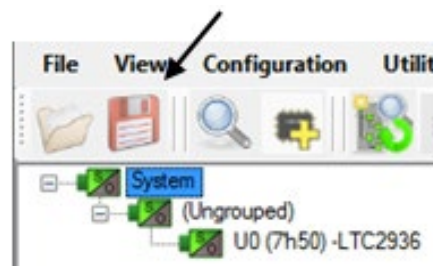 File View Configuration Utilit
System
(Ungrouped)
U0 (7h50) -LTC2936